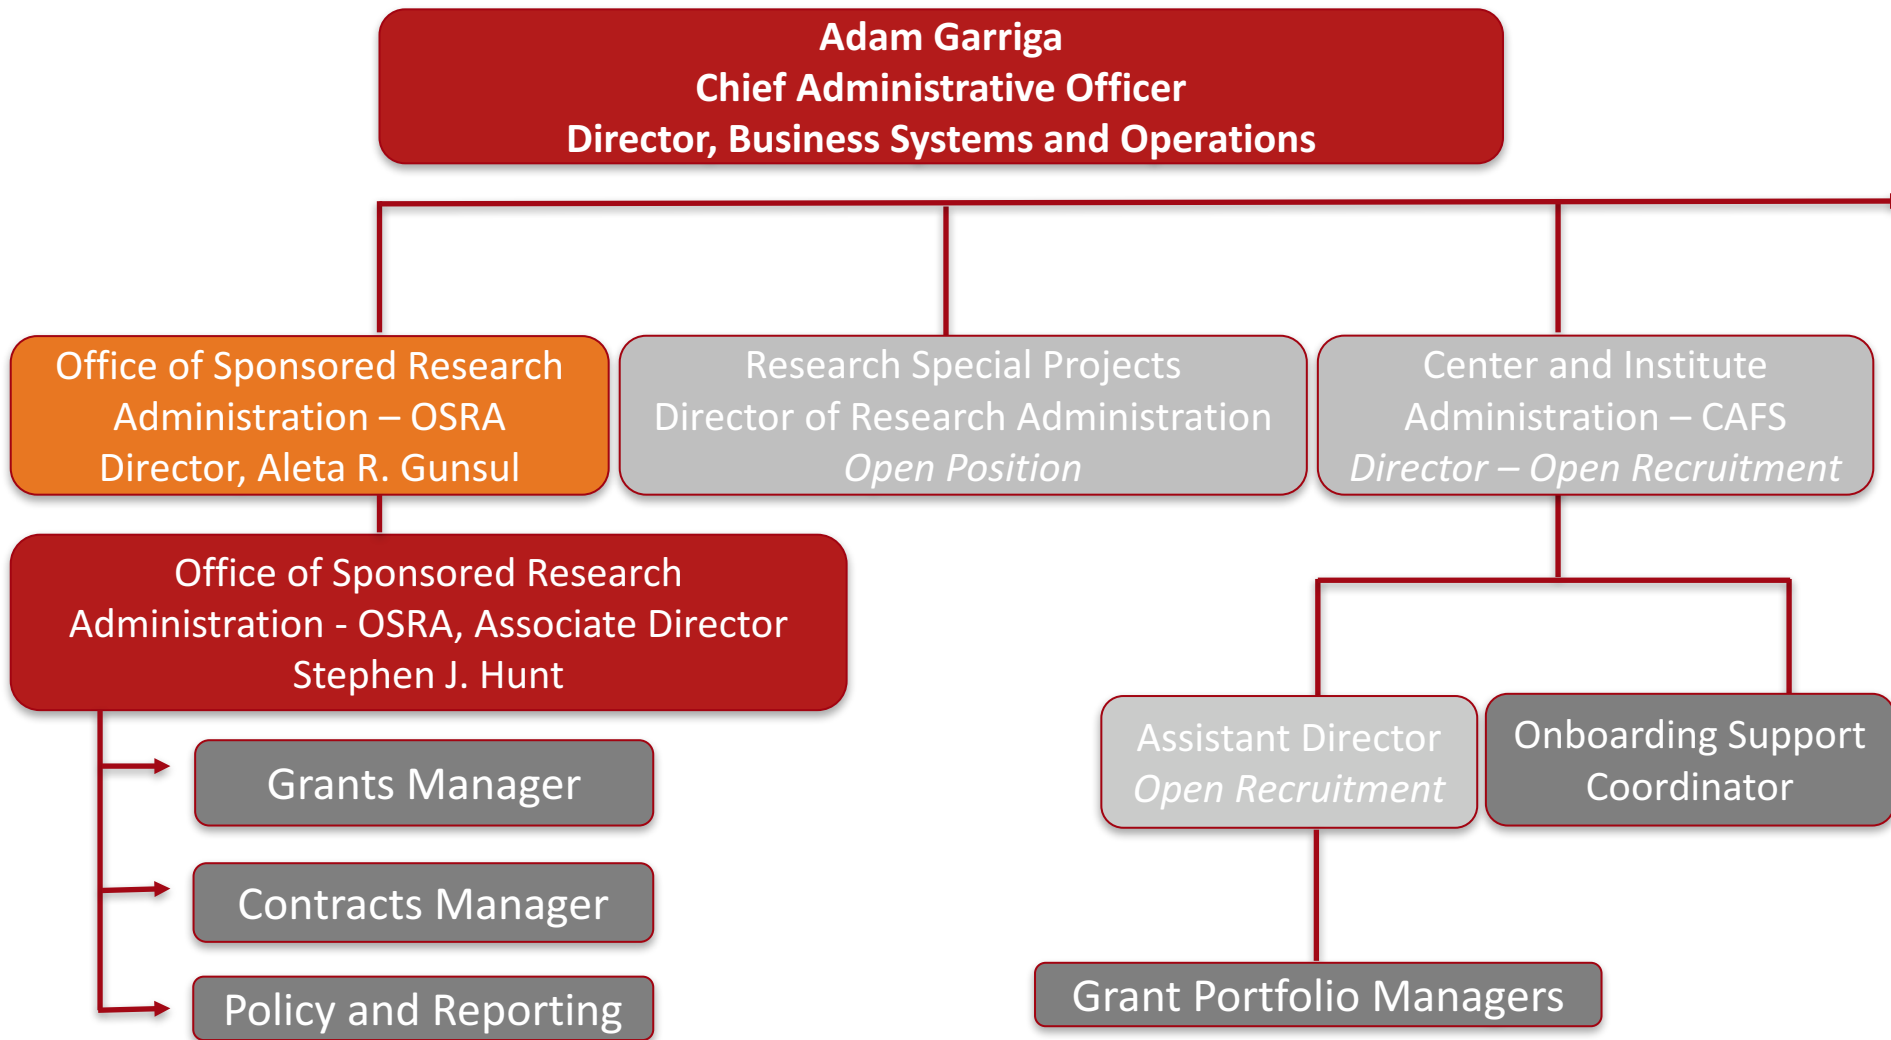 Adam Garriga
Chief Administrative Officer
Director, Business Systems and Operations
Office of Sponsored Research
Administration – OSRA
Director, Aleta R. Gunsul
Research Special Projects
Director of Research Administration
Open Position
Center and Institute
Administration – CAFS
Director – Open Recruitment
Office of Sponsored Research
Administration - OSRA, Associate Director
Stephen J. Hunt
Grants Manager
Contracts Manager
Policy and Reporting
Assistant Director
Open Recruitment
Onboarding Support
Coordinator
Grant Portfolio Managers